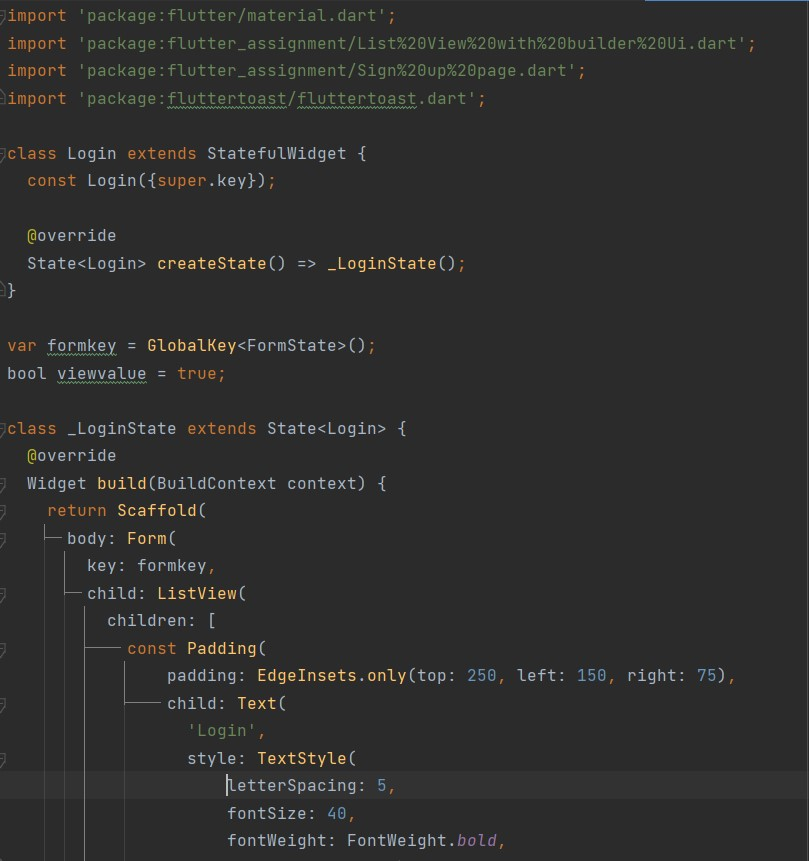 import 'package:flutter/material.dart';
import 'package:flutter_assignment/List%20View%20with%20builder%20Ui.dart';
import 'package:flutter_assignment/Sign%20up%20page.dart';
import 'package:fluttertoast/fluttertoast.dart';
class Login extends StatefulWidget {
const Login({super.key});
@override
State<Login> createState() => _LoginState();
}
var formkey = GlobalKey<FormState>();
bool viewvalue = true;
class _LoginState extends State<Login> {
@override
Widget build(BuildContext context) {
return Scaffold(
body: Form(
key: formkey,
child: ListView(
children: [
const Padding(
padding: EdgeInsets.only(top: 250, left: 150, right: 75),
child: Text(
'Login',
style: TextStyle(
letterSpacing: 5,
fontSize: 40,
fontWeight: FontWeight.bold,